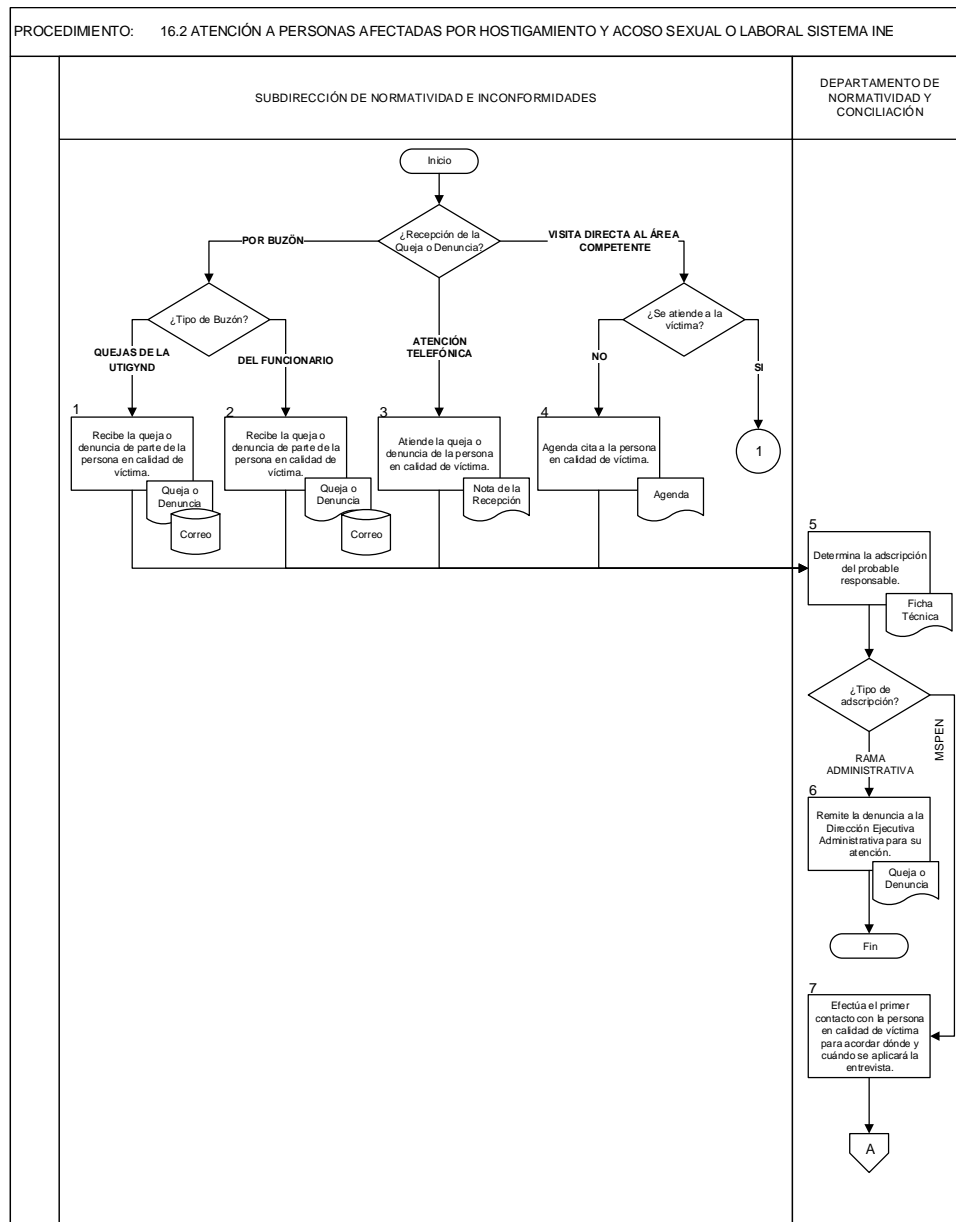 PROCEDIMIENTO: 16.2 ATENCIÓN A PERSONAS AFECTADAS POR HOSTIGAMIENTO Y ACOSO SEXUAL O LABORAL SISTEMA INE
SUBDIRECCIÓN DE NORMATIVIDAD E INCONFORMIDADES
DEPARTAMENTO DE
NORMATIVIDAD Y
CONCILIACIÓN
Inicio
¿Recepción de la
Queja o Denuncia?
POR BUZÖN
VISITA DIRECTA AL ÁREA
COMPETENTE
¿Tipo de Buzón?
¿Se atiende a la
víctima?
QUEJAS DE LA
UTIGYND
DEL FUNCIONARIO
ATENCIÓN
TELEFÓNICA
NO
SI
1
Recibe la queja o
denuncia de parte de la
persona en calidad de
víctima.
Queja o
Denuncia
Correo
2
Recibe la queja o
denuncia de parte de la
persona en calidad de
víctima.
Queja o
Denuncia
Correo
3
Atiende la queja o
denuncia de la persona
en calidad de víctima.
Nota de la
Recepción
4
Agenda cita a la persona
en calidad de víctima.
Agenda
1
5
Determina la adscripción
del probable
responsable.
Ficha
Técnica
¿Tipo de
adscripción?
MSPEN
RAMA
ADMINISTRATIVA
6
Remite la denuncia a la
Dirección Ejecutiva
Administrativa para su
atención.
Queja o
Denuncia
Fin
7
Efectúa el primer
contacto con la persona
en calidad de víctima
para acordar dónde y
cuándo se aplicará la
entrevista.
A